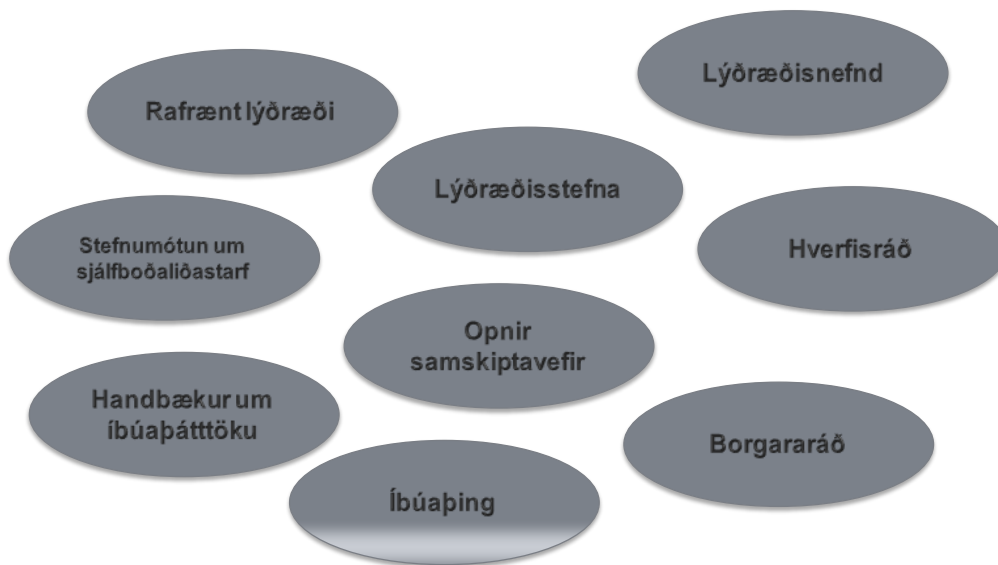 Lýðræðisnefnd
Rafrænt lýðræði
Lýðræðisstefna
Stefnumótun um
sjálfboðaliðastarf
Hverfisráð
Opnir
samskiptavefir
Handbækur um
íbúaþátttöku
Borgararáð
Íbúaþing